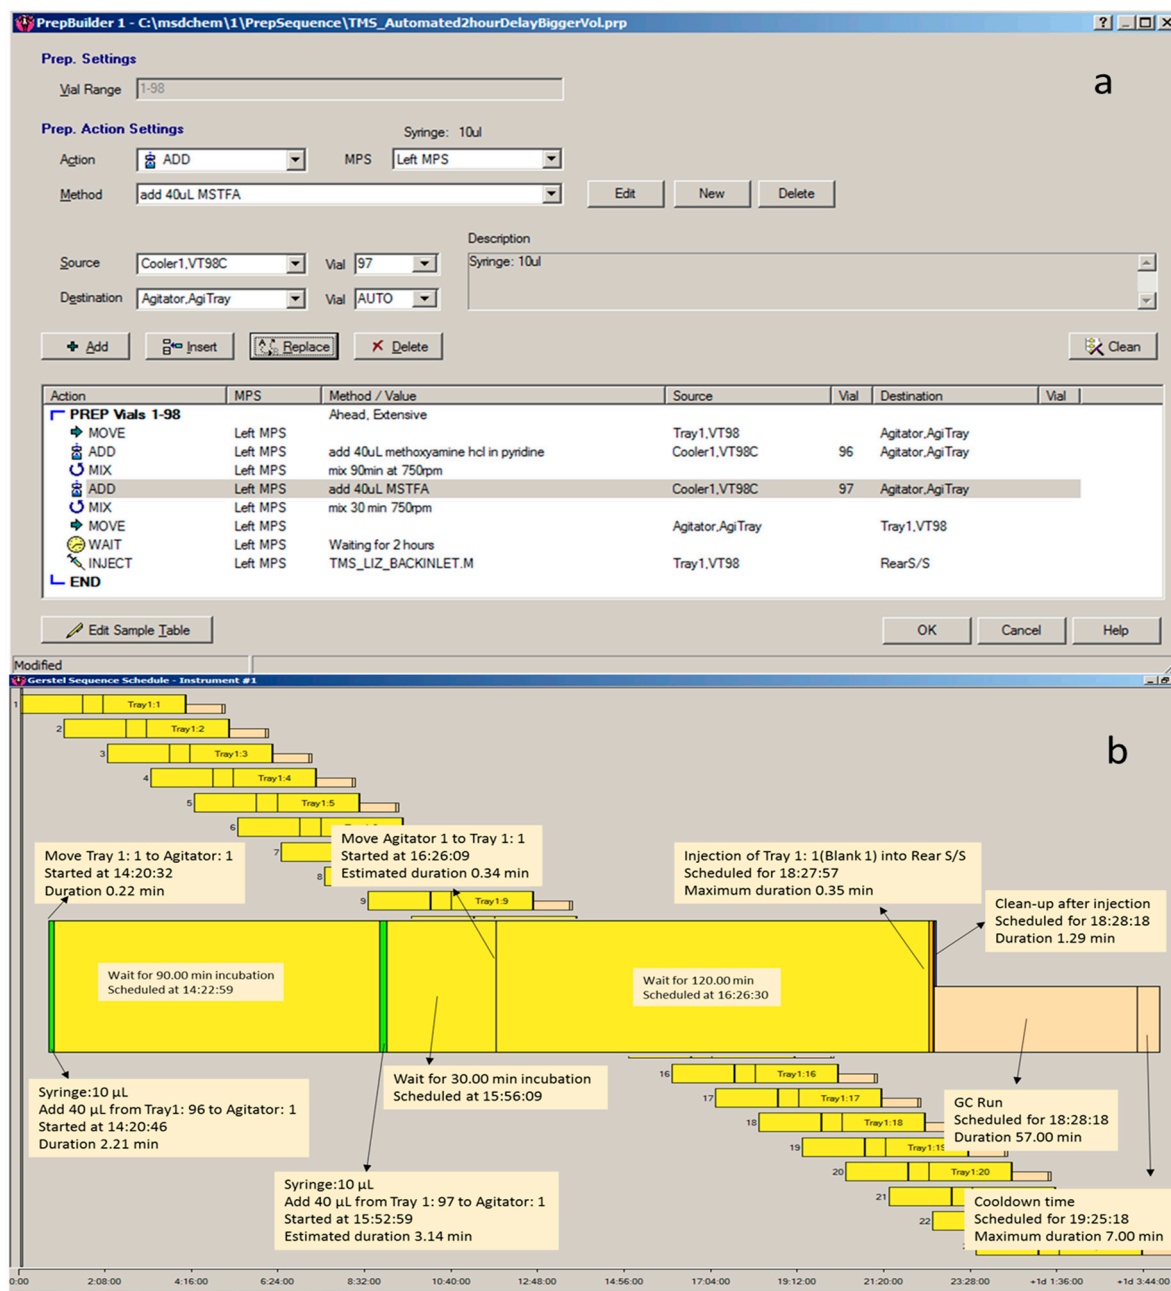 PrepBuilder 1 - C:\msdchem\1\PrepSequence\TMS_Automated2hourDelayBiggerVol.prp
a
Prep. Settings
Vial Range 1-98
Prep. Action Settings
Syringe: 10ul
Action ADD MPS Left MPS
Method add 40uL MSTFA Edit New Delete
Description
Source Cooler1,VT98C Vial 97 Syringe: 10ul
Destination Agitator,AgiTray Vial AUTO
Add Insert Replace Delete Clean
Action MPS Method / Value Source Vial Destination Vial
PREP Vials 1-98 Ahead, Extensive
MOVE Left MPS Tray1,VT98 Agitator,AgiTray
ADD Left MPS add 40uL methoxyamine hcl in pyridine Cooler1,VT98C 96 Agitator,AgiTray
MIX Left MPS mix 90min at 750rpm
ADD Left MPS add 40uL MSTFA Cooler1,VT98C 97 Agitator,AgiTray
MIX Left MPS mix 30 min 750rpm
MOVE Left MPS Agitator,AgiTray Tray1,VT98
WAIT Left MPS Waiting for 2 hours
INJECT Left MPS TMS_LIZ_BACKINLET.M Tray1,VT98 RearS/S
END
Edit Sample Table OK Cancel Help
Modified
Gerstel Sequence Schedule - Instrument #1
b
1 Tray1:1
2 Tray1:2
3 Tray1:3
4 Tray1:4
5 Tray1:5
6
7
8
9 Tray1:9
Move Tray 1: 1 to Agitator: 1
Started at 14:20:32
Duration 0.22 min
Move Agitator 1 to Tray 1: 1
Started at 16:26:09
Estimated duration 0.34 min
Injection of Tray 1: 1(Blank 1) into Rear S/S
Scheduled for 18:27:57
Maximum duration 0.35 min
Clean-up after injection
Scheduled for 18:28:18
Duration 1.29 min
Wait for 90.00 min incubation
Scheduled at 14:22:59
Wait for 120.00 min
Scheduled at 16:26:30
Syringe:10 µL
Add 40 µL from Tray1: 96 to Agitator: 1
Started at 14:20:46
Duration 2.21 min
Wait for 30.00 min incubation
Scheduled at 15:56:09
Syringe:10 µL
Add 40 µL from Tray 1: 97 to Agitator: 1
Started at 15:52:59
Estimated duration 3.14 min
GC Run
Scheduled for 18:28:18
Duration 57.00 min
Cooldown time
Scheduled for 19:25:18
Maximum duration 7.00 min
16 Tray1:16
17 Tray1:17
18 Tray1:18
19 Tray1:19
20 Tray1:20
21
22
0:00 2:08:00 4:16:00 6:24:00 8:32:00 10:40:00 12:48:00 14:56:00 17:04:00 19:12:00 21:20:00 23:28:00 +1d 1:36:00 +1d 3:44:00